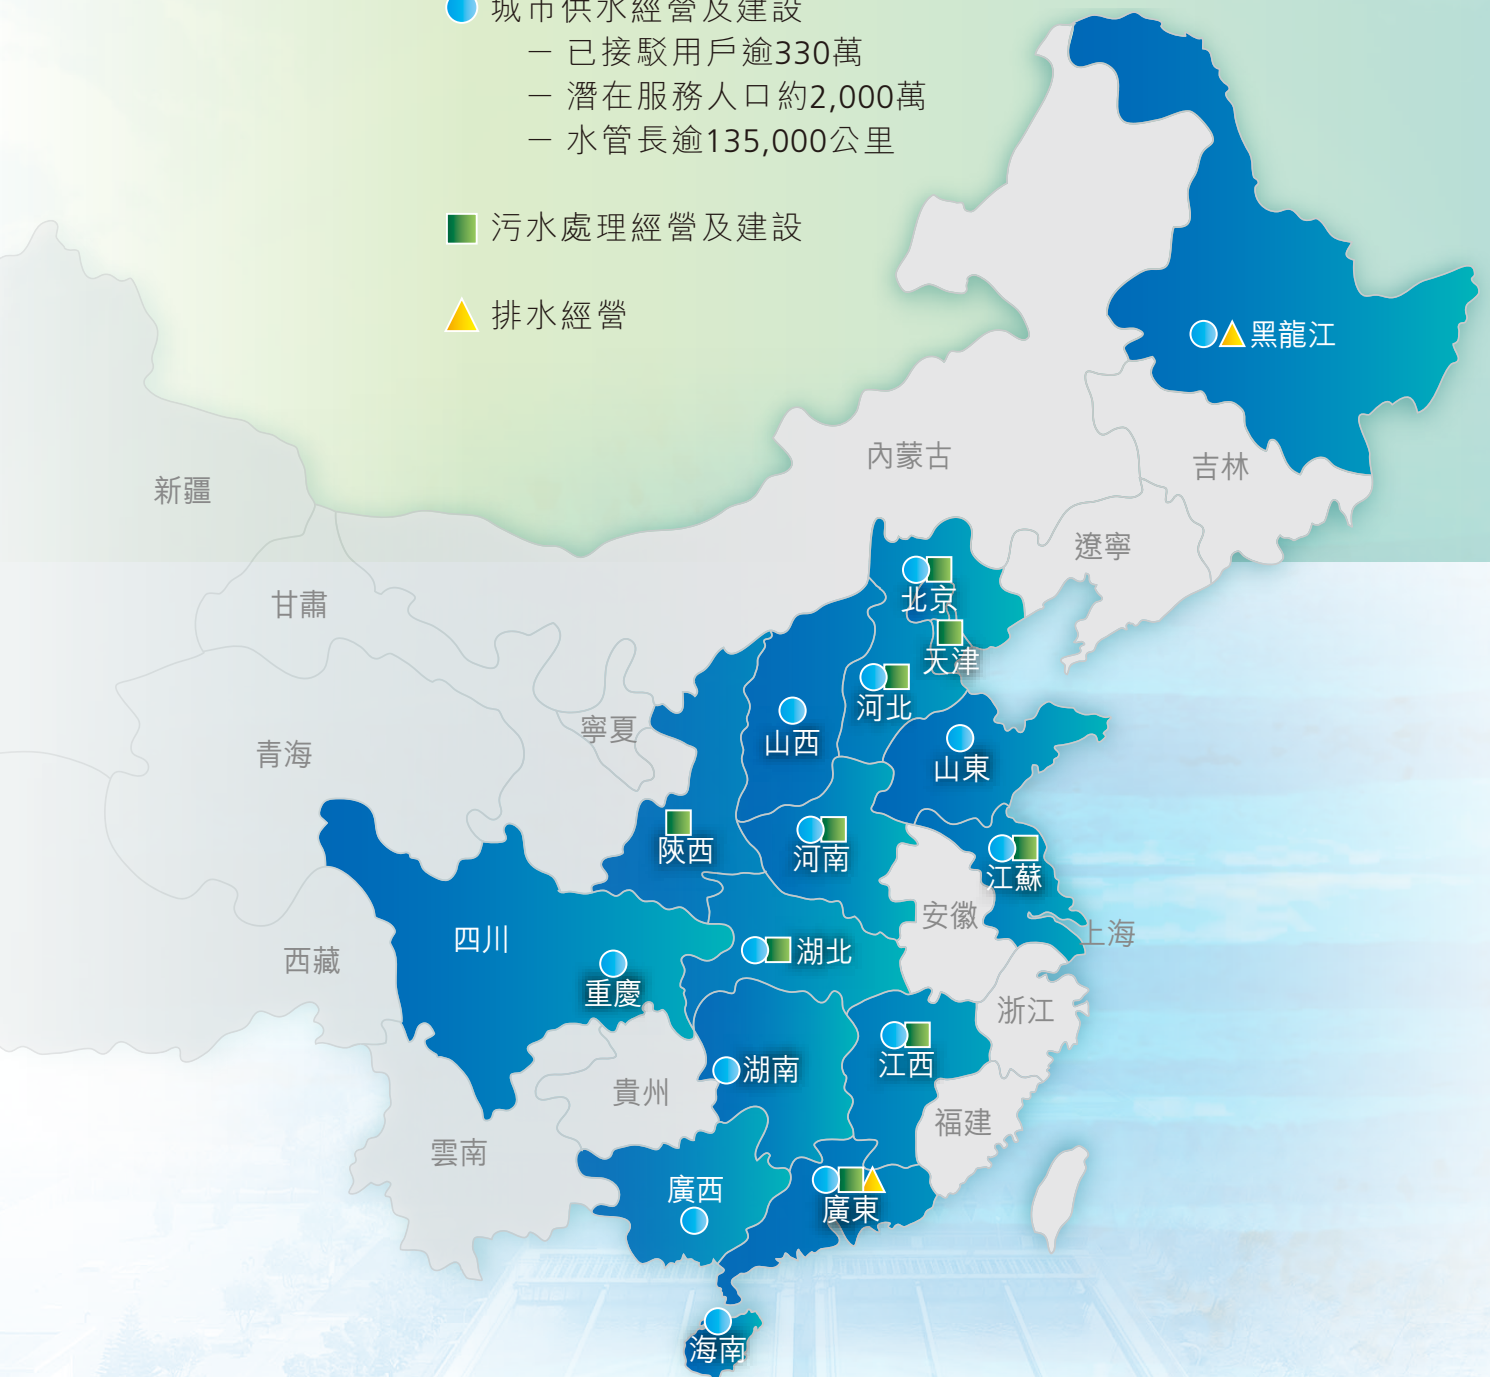 城市供水經營及建設
– 已接駁用戶逾330萬
– 潛在服務人口約2,000萬
– 水管長逾135,000公里
污水處理經營及建設
排水經營
黑龍江
內蒙古
吉林
新疆
遼寧
甘肅
北京
天津
河北
寧夏
山西
青海
山東
陝西
河南
江蘇
安徽
上海
四川
湖北
西藏
重慶
浙江
江西
湖南
貴州
福建
雲南
廣西
廣東
海南